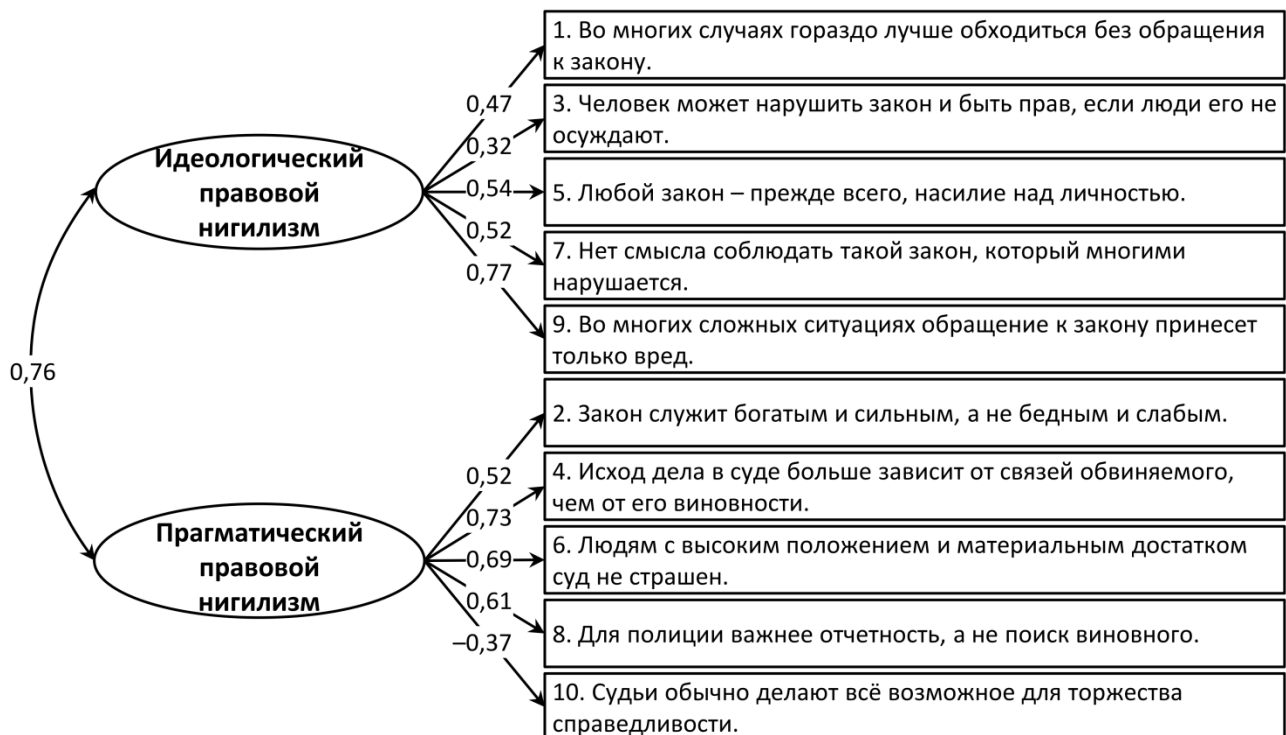 1. Во многих случаях гораздо лучше обходиться без обращения
к закону.
0,47
3. Человек может нарушить закон и быть прав, если люди его не
осуждают.
0,32
Идеологический
правовой
нигилизм
0,54
5. Любой закон – прежде всего, насилие над личностью.
0,52
7. Нет смысла соблюдать такой закон, который многими
нарушается.
0,77
9. Во многих сложных ситуациях обращение к закону принесет
только вред.
0,76
2. Закон служит богатым и сильным, а не бедным и слабым.
0,52
4. Исход дела в суде больше зависит от связей обвиняемого,
чем от его виновности.
0,73
Прагматический
правовой
нигилизм
0,69
6. Людям с высоким положением и материальным достатком
суд не страшен.
0,61
8. Для полиции важнее отчетность, а не поиск виновного.
–0,37
10. Судьи обычно делают всё возможное для торжества
справедливости.